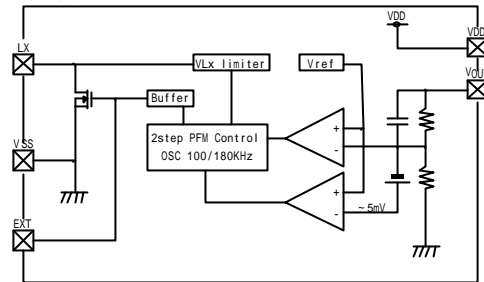 LX
VDD
VDD
VLx limiter
Vref
VOUT
Buffer
VSS
2step PFM Control
OSC 100/180KHz
+
-
+
-
~5mV
EXT